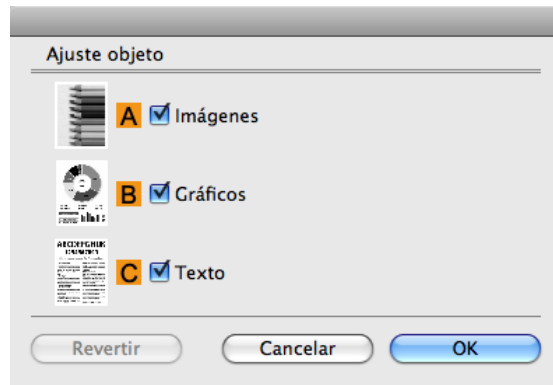 Ajuste objeto
A Imágenes
B Gráficos
C Texto
Revertir Cancelar OK